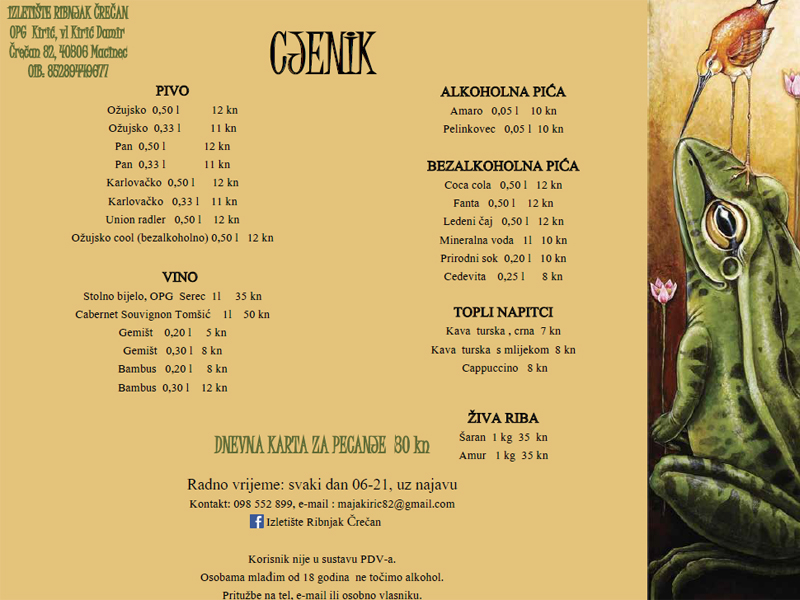 IZLETIŠTE RIBNJAK ČREČAN
OPG Kirić, vl Kirić Damir
Črečan 82, 40306 Macinec
OIB: 85289449677
CJENIK
PIVO
Ožujsko 0,50 l 12 kn
Ožujsko 0,33 l 11 kn
Pan 0,50 l 12 kn
Pan 0,33 l 11 kn
Karlovačko 0,50 l 12 kn
Karlovačko 0,33 l 11 kn
Union radler 0,50 l 12 kn
Ožujsko cool (bezalkoholno) 0,50 l 12 kn
VINO
Stolno bijelo, OPG Serec 1l 35 kn
Cabernet Souvignon Tomšić 1l 50 kn
Gemišt 0,20 l 5 kn
Gemišt 0,30 l 8 kn
Bambus 0,20 l 8 kn
Bambus 0,30 l 12 kn
ALKOHOLNA PIĆA
Amaro 0,05 l 10 kn
Pelinkovec 0,05 l 10 kn
BEZALKOHOLNA PIĆA
Coca cola 0,50 l 12 kn
Fanta 0,50 l 12 kn
Ledeni čaj 0,50 l 12 kn
Mineralna voda 1l 10 kn
Prirodni sok 0,20 l 10 kn
Cedevita 0,25 l 8 kn
TOPLI NAPITCI
Kava turska , crna 7 kn
Kava turska s mlijekom 8 kn
Cappuccino 8 kn
ŽIVA RIBA
Šaran 1 kg 35 kn
Amur 1 kg 35 kn
DNEVNA KARTA ZA PECANJE 30 kn
Radno vrijeme: svaki dan 06-21, uz najavu
Kontakt: 098 552 899, e-mail : majakiric82@gmail.com
f Izletište Ribnjak Črečan
Korisnik nije u sustavu PDV-a.
Osobama mlađim od 18 godina ne točimo alkohol.
Pritužbe na tel, e-mail ili osobno vlasniku.